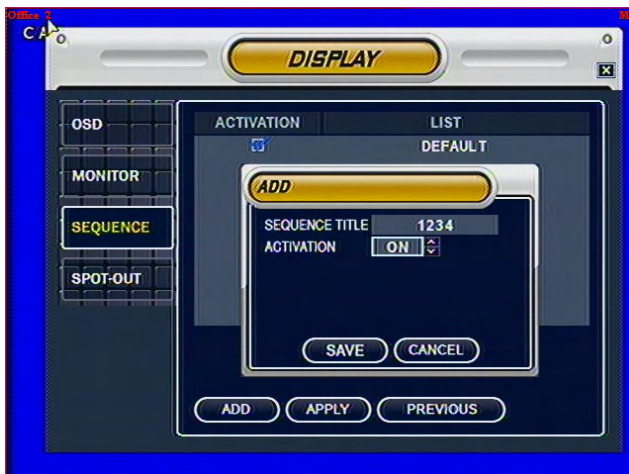 Office 2
M
CA
DISPLAY
OSD
MONITOR
SEQUENCE
SPOT-OUT
ACTIVATION LIST
DEFAULT
ADD
SEQUENCE TITLE 1234
ACTIVATION ON
SAVE CANCEL
ADD APPLY PREVIOUS